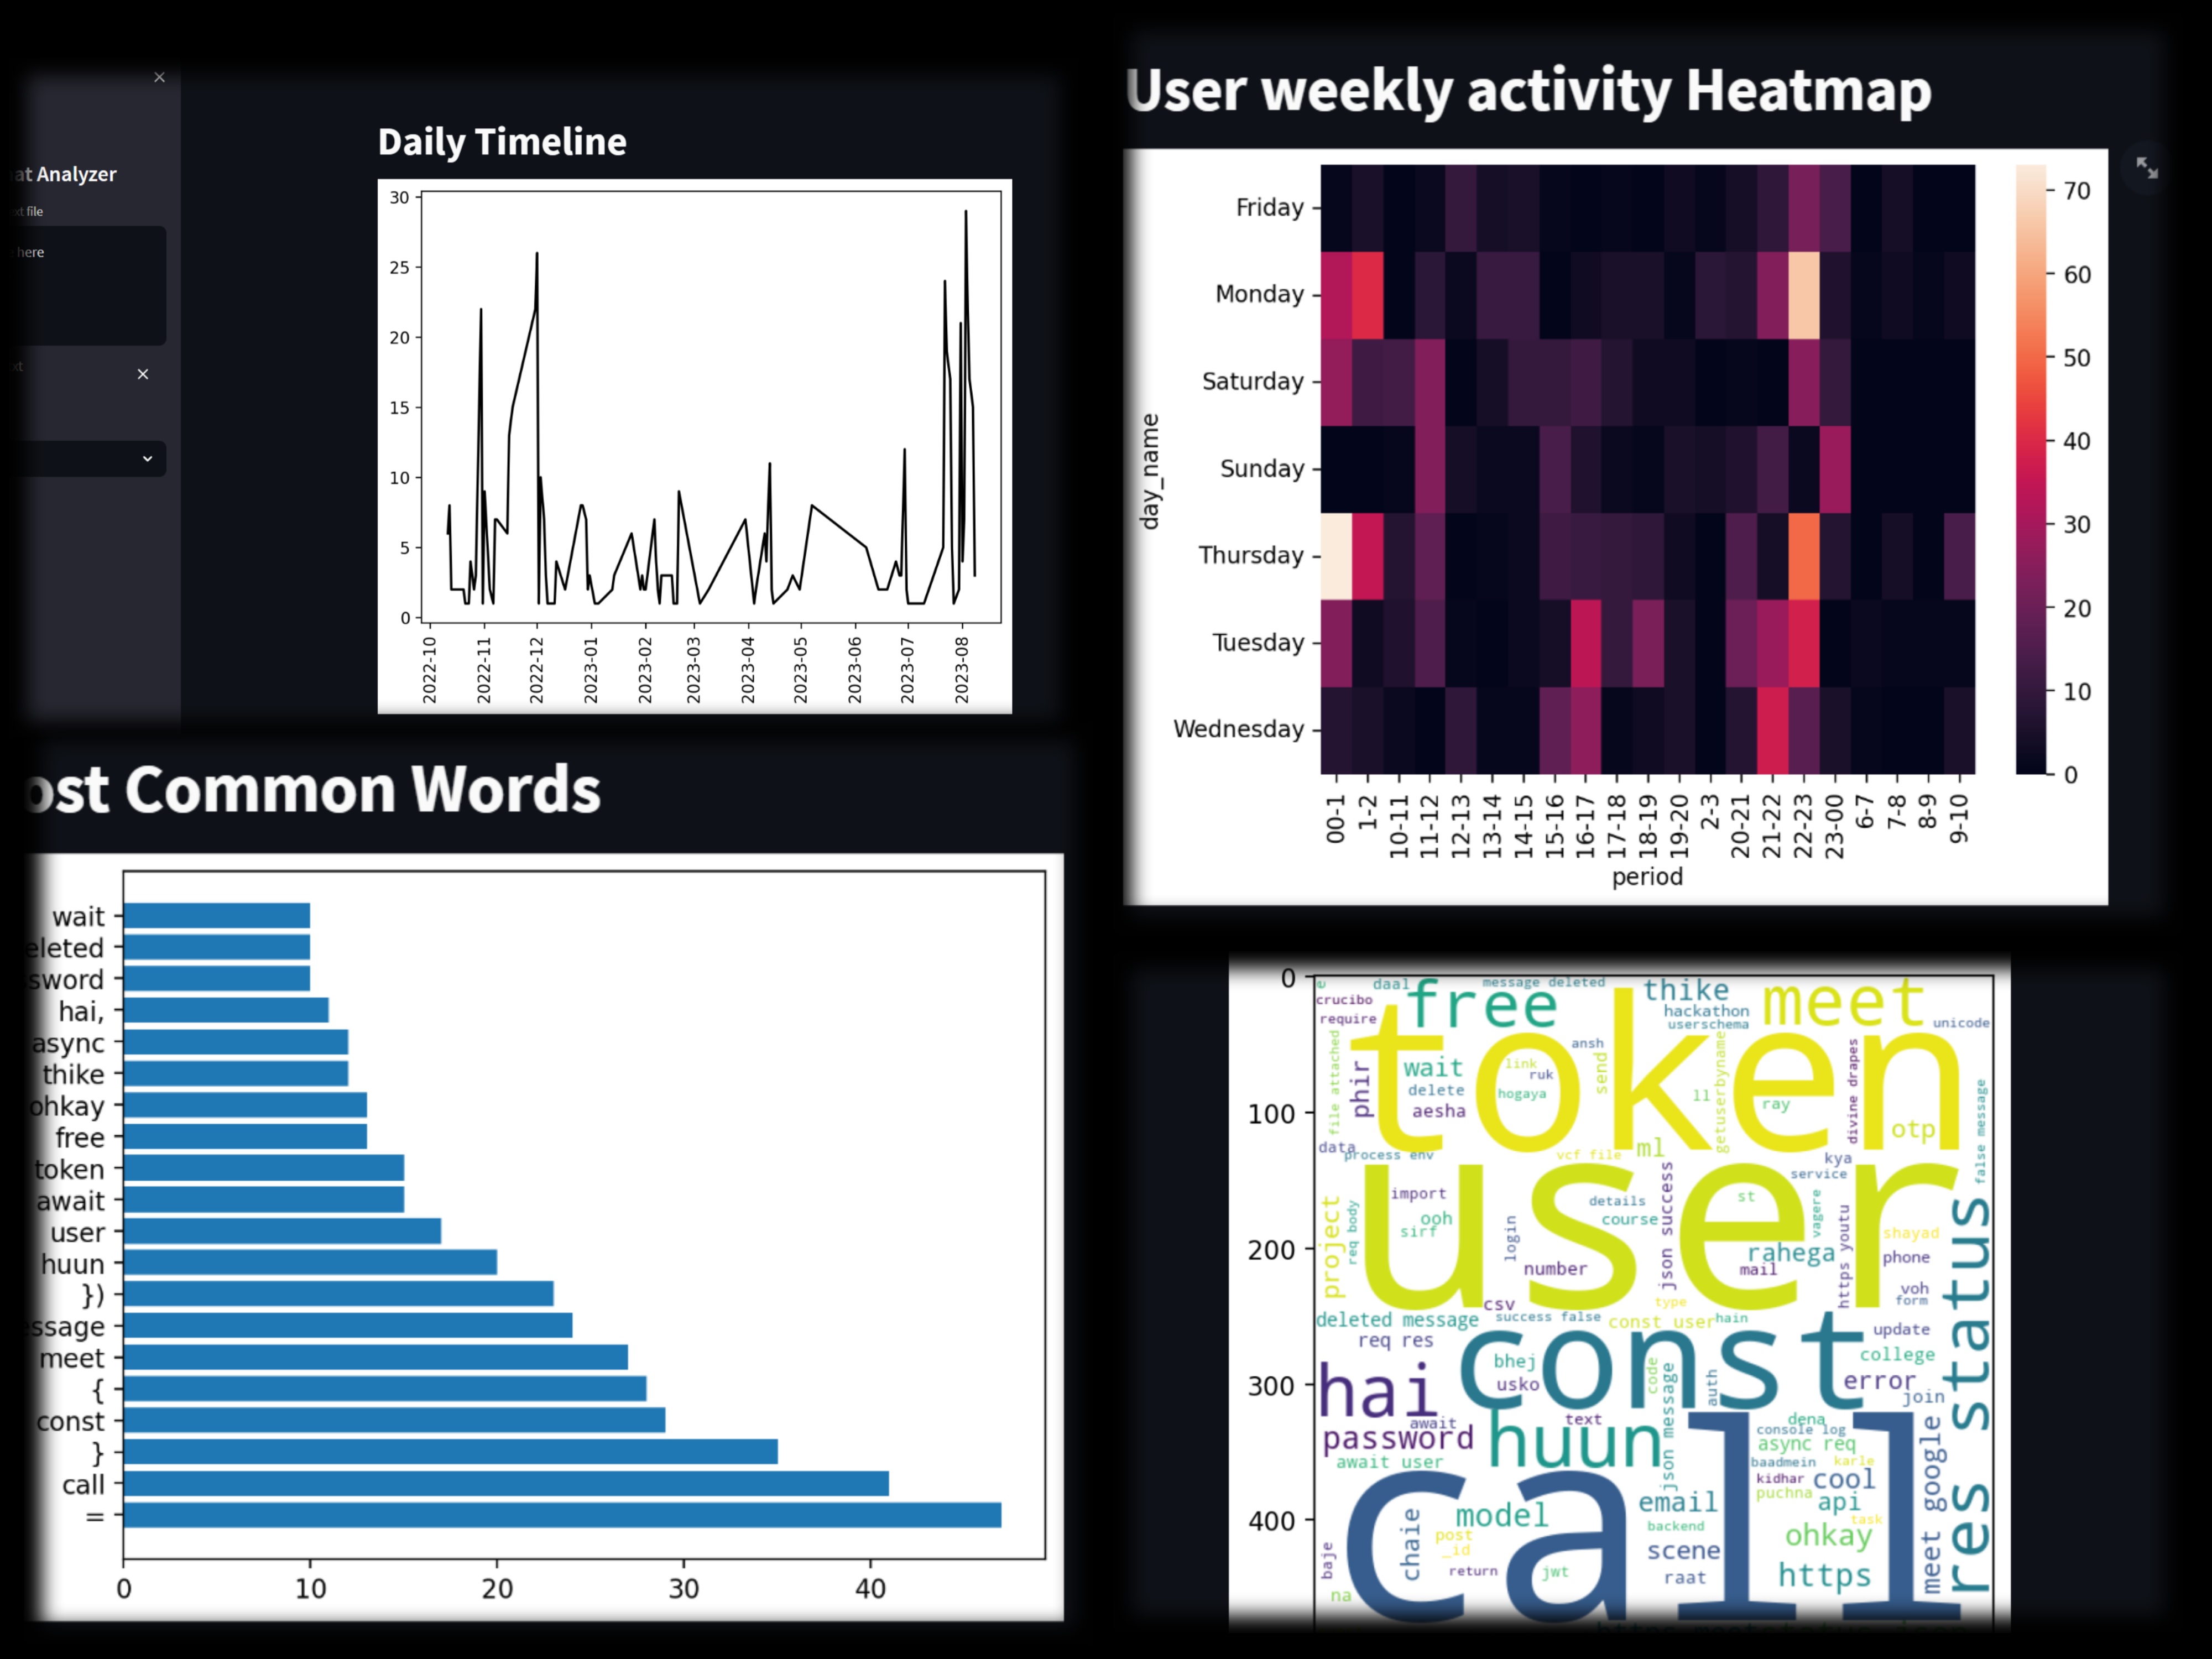 at Analyzer
xt file
here
Daily Timeline
30
25
20
15
10
5
0
2022-10
2022-11
2022-12
2023-01
2023-02
2023-03
2023-04
2023-05
2023-06
2023-07
2023-08
User weekly activity Heatmap
day_name
Friday
Monday
Saturday
Sunday
Thursday
Tuesday
Wednesday
00-1
1-2
10-11
11-12
12-13
13-14
14-15
15-16
16-17
17-18
18-19
19-20
2-3
20-21
21-22
22-23
23-00
6-7
7-8
8-9
9-10
period
70
60
50
40
30
20
10
0
ost Common Words
wait
eleted
sword
hai,
async
thike
ohkay
free
token
await
user
huun
})
essage
meet
{
const
}
call
=
0
10
20
30
40
0
100
200
300
400
e
daal
message deleted
thike
meet
crucibo
free
hackathon
require
userschema
unicode
token
file attached
phir
wait
link
ansh
send
ruk
delete
hogaya
aesha
ll
getuserbyname
ray
divine drapes
otp
false message
data
process env
vcf file
ml
kya
service
user
project
req body
import
ooh
sirf
login
details
course
number
json success
st
vagere
rahega
mail
https youtu
shayad
phone
voh
form
res status
csv
type
deleted message
success false
const user
hain
req res
update
const
college
hai
bhej
usko
code
auth
error
join
await
text
json message
dena
password
huun
console log
async req
await user
baadmein
karle
kidhar
cool
puchna
api
meet google
call
model
email
task
chaie
post
_id
backend
ohkay
baje
return
jwt
scene
raat
https
na